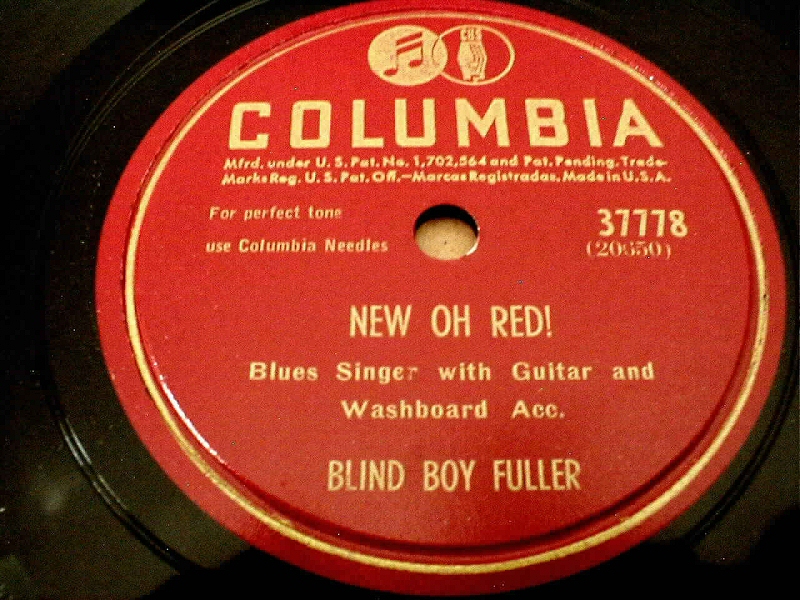 CBS
COLUMBIA
Mfrd. under U. S. Pat. No. 1,702,564 and Pat. Pending. Trade-
Marks Reg. U. S. Pat. Off.—Marcas Registradas. Made in U.S.A.
For perfect tone
use Columbia Needles
37778
(20650)
NEW OH RED!
Blues Singer with Guitar and
Washboard Acc.
BLIND BOY FULLER